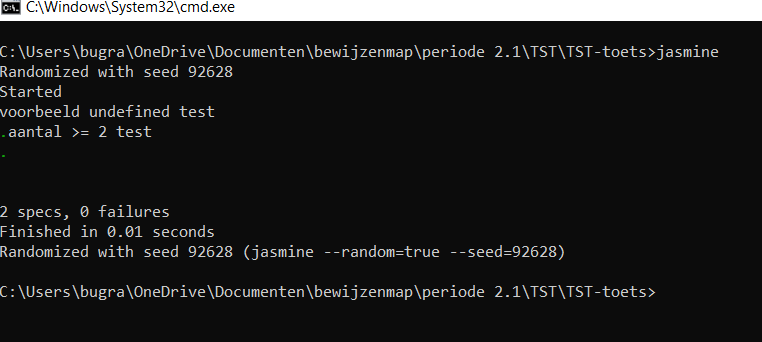 C:\Windows\System32\cmd.exe
C:\Users\bugra\OneDrive\Documenten\bewijzenmap\periode 2.1\TST\TST-toets>jasmine
Randomized with seed 92628
Started
voorbeeld undefined test
.aantal >= 2 test
.
2 specs, 0 failures
Finished in 0.01 seconds
Randomized with seed 92628 (jasmine --random=true --seed=92628)
C:\Users\bugra\OneDrive\Documenten\bewijzenmap\periode 2.1\TST\TST-toets>